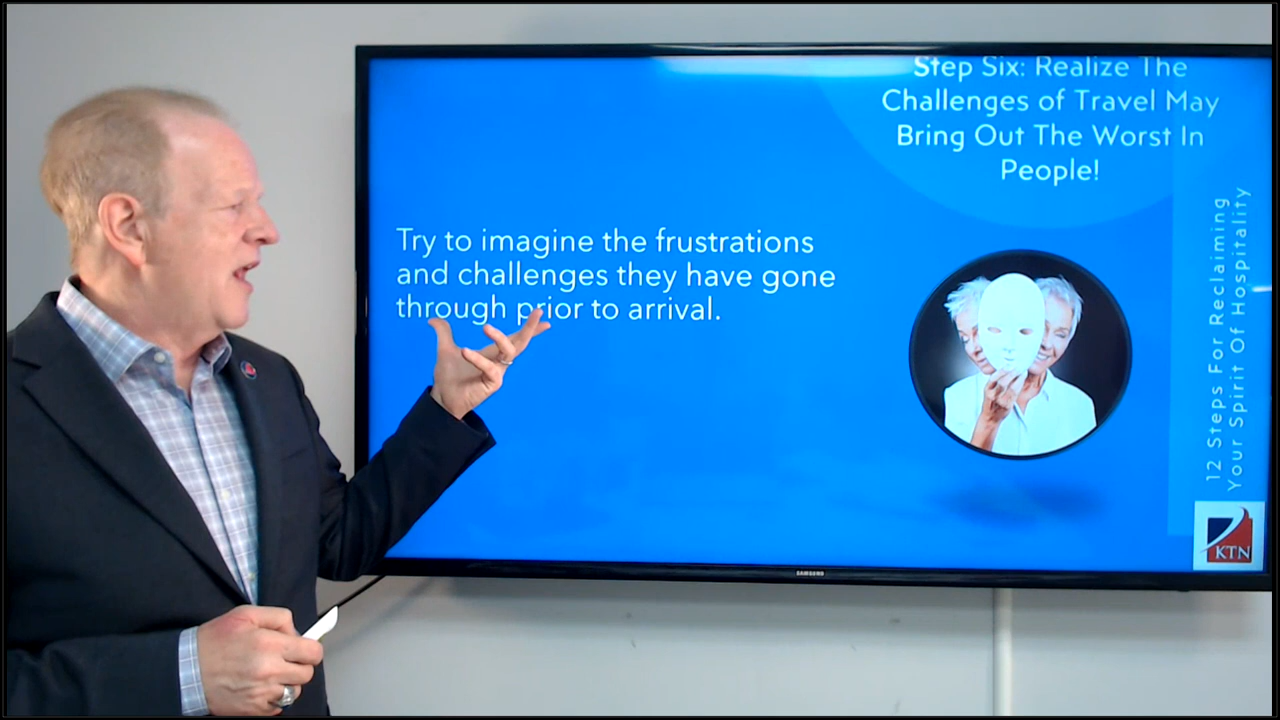 Step Six: Realize The
Challenges of Travel May
Bring Out The Worst In
People!
Try to imagine the frustrations
and challenges they have gone
through prior to arrival.
12 Steps For Reclaiming
Your Spirit Of Hospitality
KTN
SAMSUNG